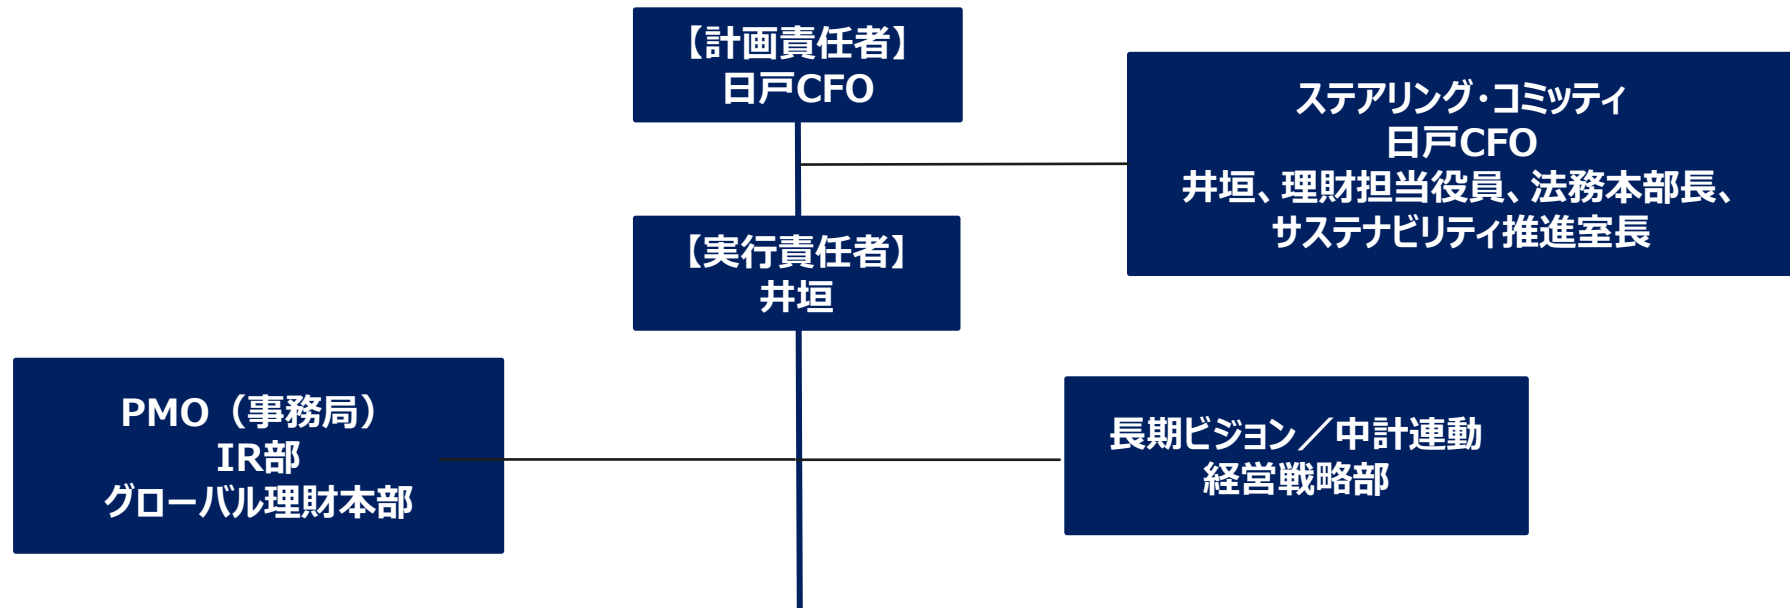 【計画責任者】
日戸CFO
ステアリング・コミッティ
日戸CFO
井垣、理財担当役員、法務本部長、
サステナビリティ推進室長
【実行責任者】
井垣
PMO（事務局）
IR部
グローバル理財本部
長期ビジョン／中計連動
経営戦略部